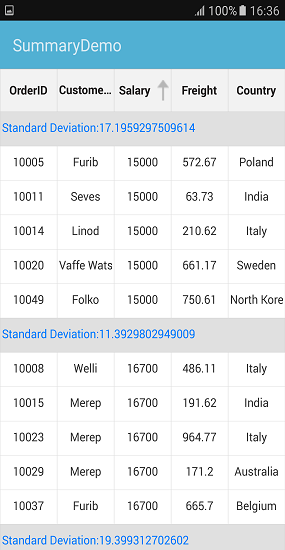 100% 16:36
SummaryDemo
OrderID Custome... Salary Freight Country
Standard Deviation:17.1959297509614
10005 Furib 15000 572.67 Poland
10011 Seves 15000 63.73 India
10014 Linod 15000 210.62 Italy
10020 Vaffe Wats 15000 661.17 Sweden
10049 Folko 15000 750.61 North Kore
Standard Deviation:11.3929802949009
10008 Welli 16700 486.11 Italy
10015 Merep 16700 191.62 India
10023 Merep 16700 964.77 Italy
10029 Merep 16700 171.2 Australia
10037 Furib 16700 665.7 Belgium
Standard Deviation:19.399312702602